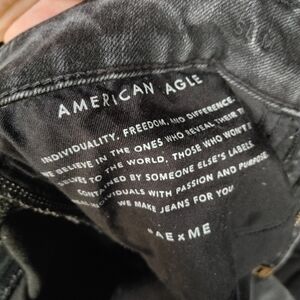 AMERICAN AGLE
INDIVIDUALITY, FREEDOM, AND DIFFERENCE.
WE BELIEVE IN THE ONES WHO REVEAL THEIR T
SELVES TO THE WORLD, THOSE WHO WON'T
CONTAINED BY SOMEONE ELSE'S LABELS.
INDIVIDUALS WITH PASSION AND PURPOSE.
WE MAKE JEANS FOR YOU
#AExME